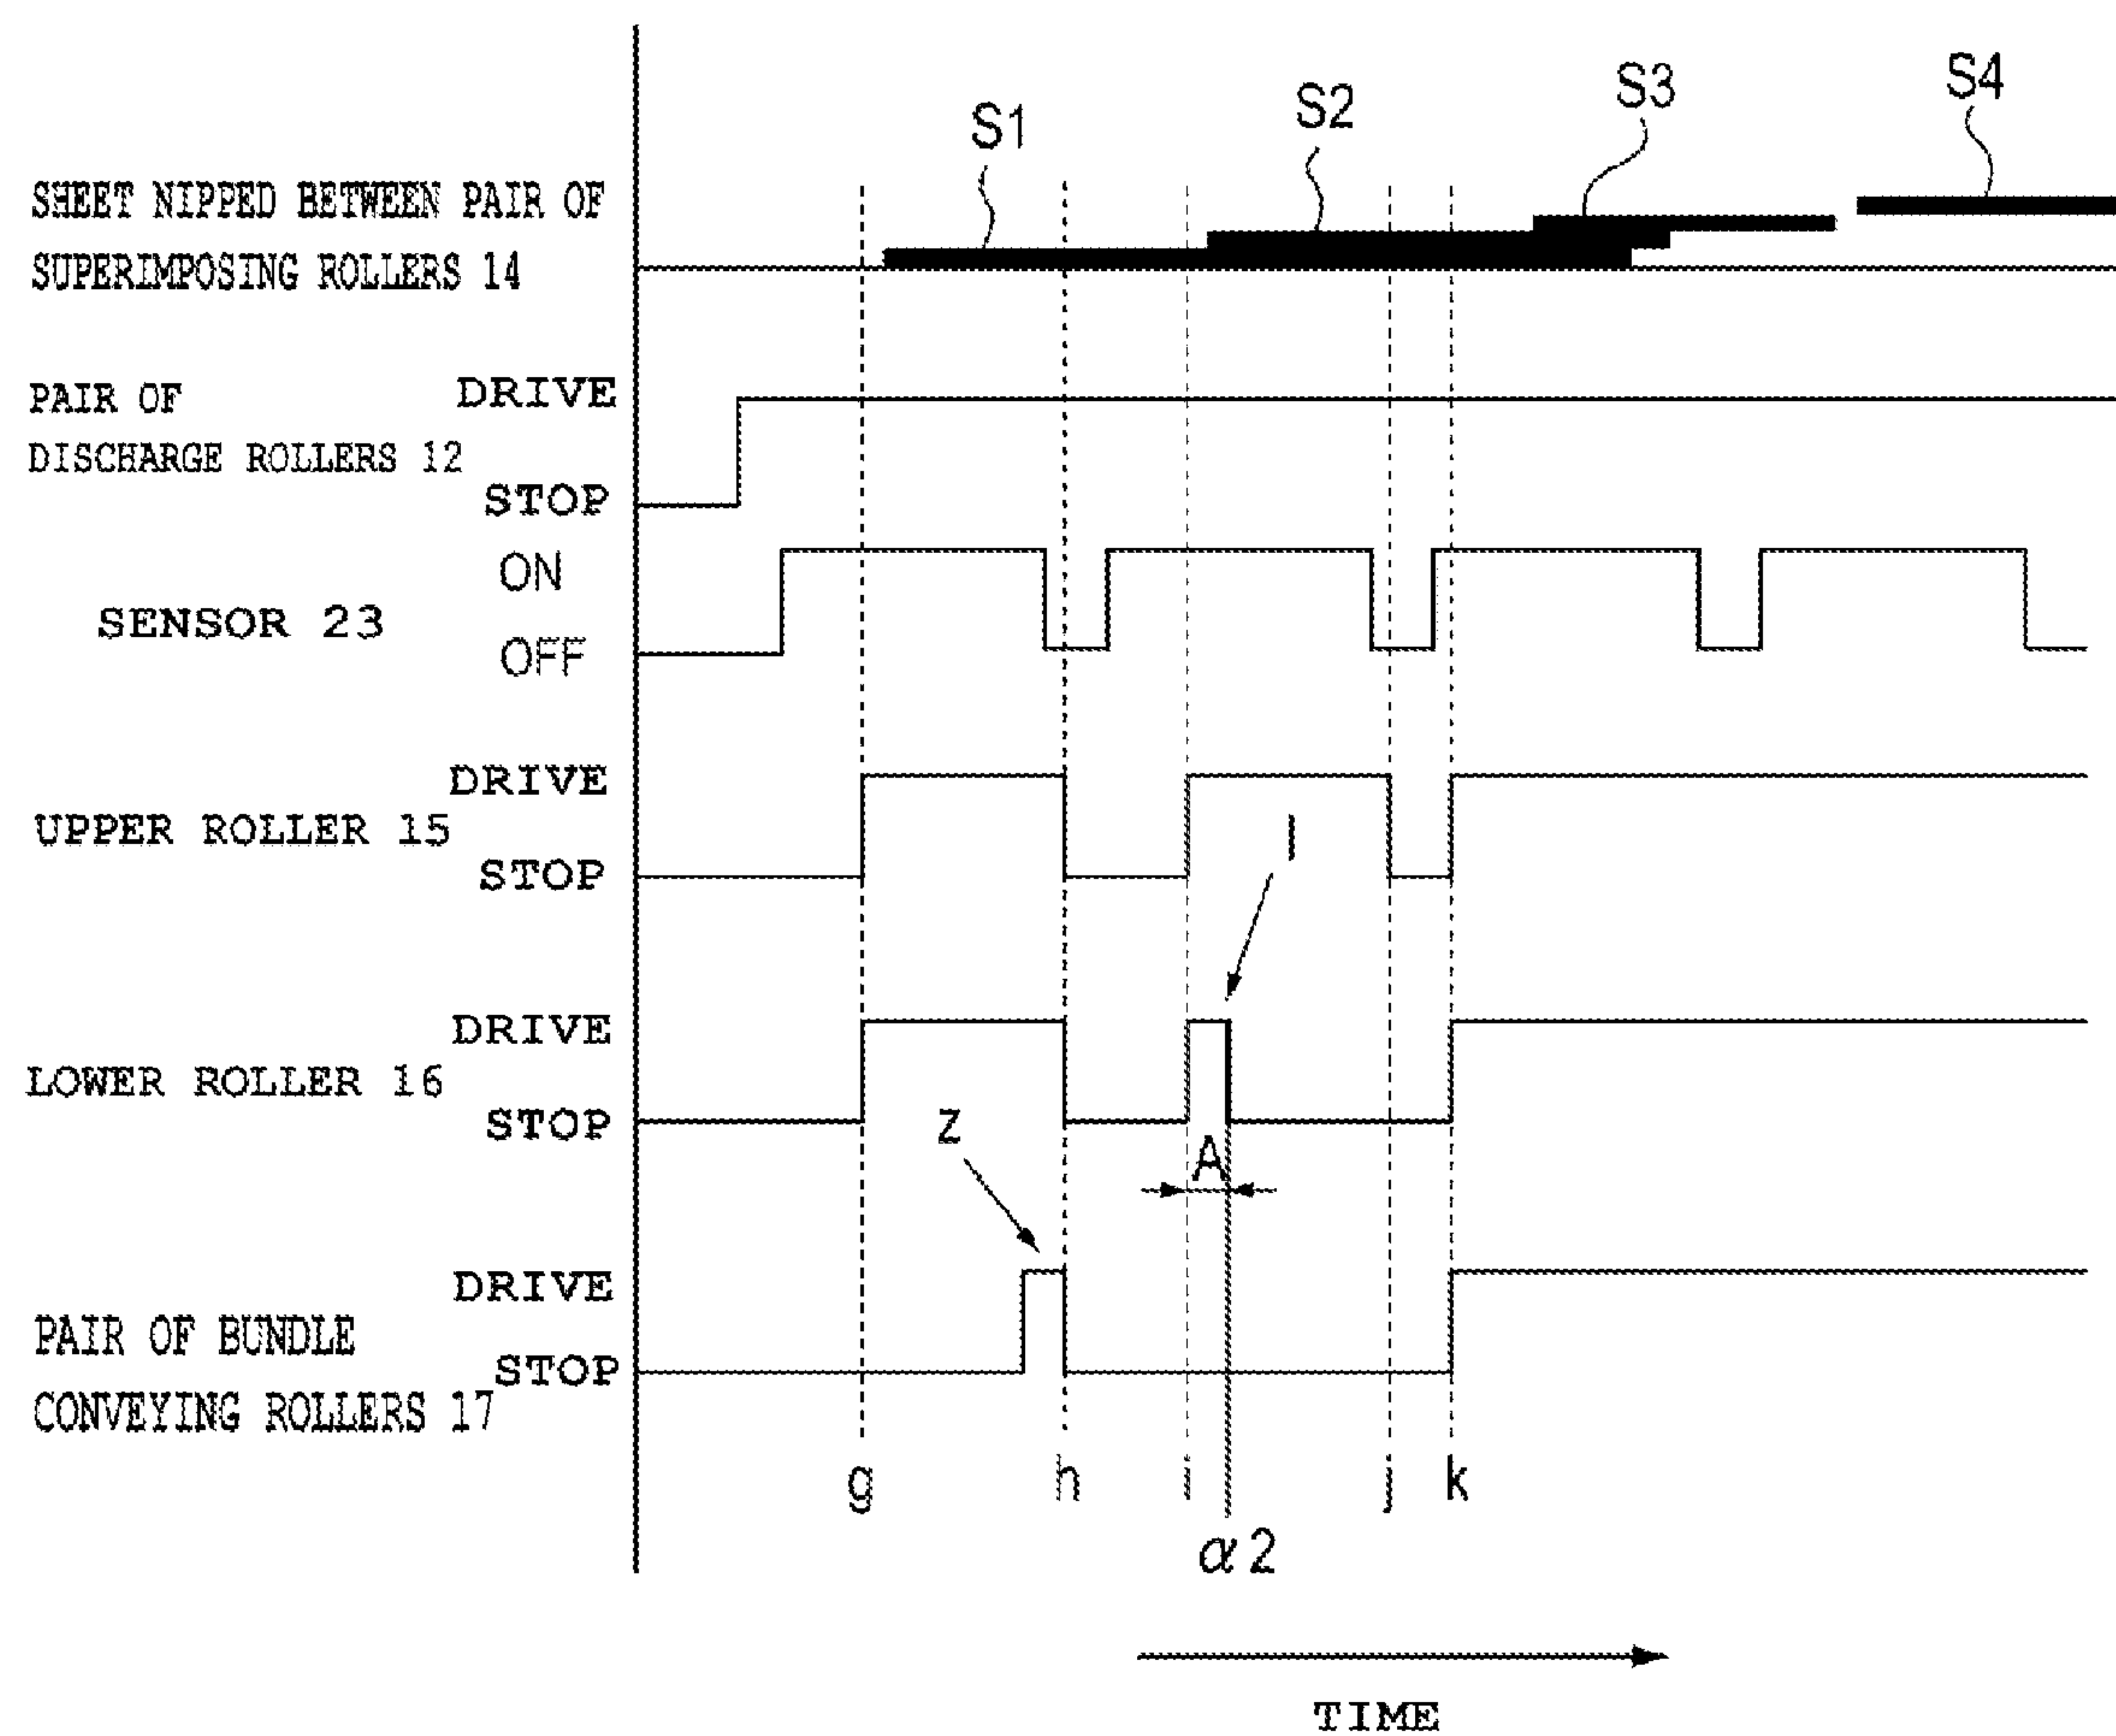 S1
S2
S3
S4
SHEET NIPPED BETWEEN PAIR OF
SUPERIMPOSING ROLLERS 14
PAIR OF
DISCHARGE ROLLERS 12
DRIVE
STOP
SENSOR 23
ON
OFF
UPPER ROLLER 15
DRIVE
STOP
l
LOWER ROLLER 16
DRIVE
STOP
Z
A
PAIR OF BUNDLE
CONVEYING ROLLERS 17
DRIVE
STOP
g h i j k
α2
TIME